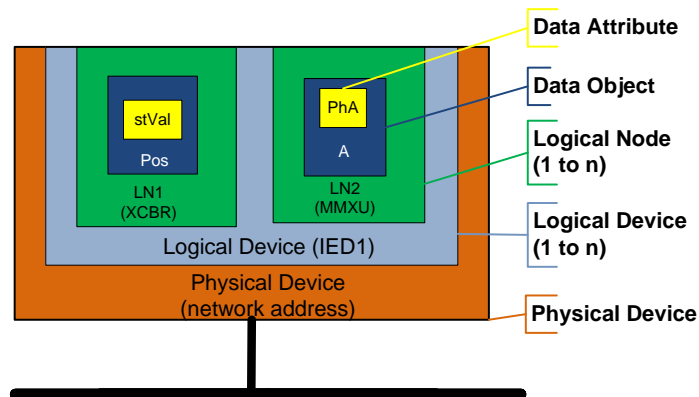 Data Attribute
Data Object
Logical Node
(1 to n)
Logical Device
(1 to n)
Physical Device
stVal
Pos
LN1
(XCBR)
PhA
A
LN2
(MMXU)
Logical Device (IED1)
Physical Device
(network address)